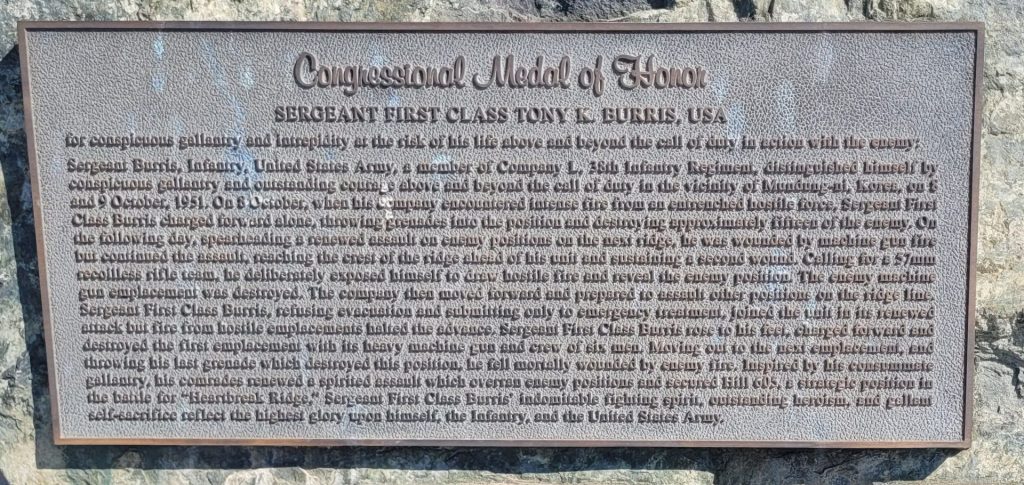 Congressional Medal of Honor
SERGEANT FIRST CLASS TONY K. BURRIS, USA
for conspicuous gallantry and intrepidity at the risk of his life above and beyond the call of duty in action with the enemy:
Sergeant Burris, Infantry, United States Army, a member of Company L, 38th Infantry Regiment, distinguished himself by
conspicuous gallantry and outstanding courage above and beyond the call of duty in the vicinity of Mundung-ni, Korea, on 8
and 9 October, 1951. On 8 October, when his company encountered intense fire from an entrenched hostile force, Sergeant First
Class Burris charged forward alone, throwing grenades into the position and destroying approximately fifteen of the enemy. On
the following day, spearheading a renewed assault on enemy positions on the next ridge, he was wounded by machine gun fire
but continued the assault, reaching the crest of the ridge ahead of his unit and sustaining a second wound. Calling for a 57mm
recoilless rifle team, he deliberately exposed himself to draw hostile fire and reveal the enemy position. The enemy machine
gun emplacement was destroyed. The company then moved forward and prepared to assault other positions on the ridge line.
Sergeant First Class Burris, refusing evacuation and submitting only to emergency treatment, joined the unit in its renewed
attack but fire from hostile emplacements halted the advance. Sergeant First Class Burris rose to his feet, charged forward and
destroyed the first emplacement with its heavy machine gun and crew of six men. Moving out to the next emplacement, and
throwing his last grenade which destroyed this position, he fell mortally wounded by enemy fire. Inspired by his consummate
gallantry, his comrades renewed a spirited assault which overran enemy positions and secured Hill 605, a strategic position in
the battle for "Heartbreak Ridge." Sergeant First Class Burris' indomitable fighting spirit, outstanding heroism, and gallant
self-sacrifice reflect the highest glory upon himself, the Infantry, and the United States Army.